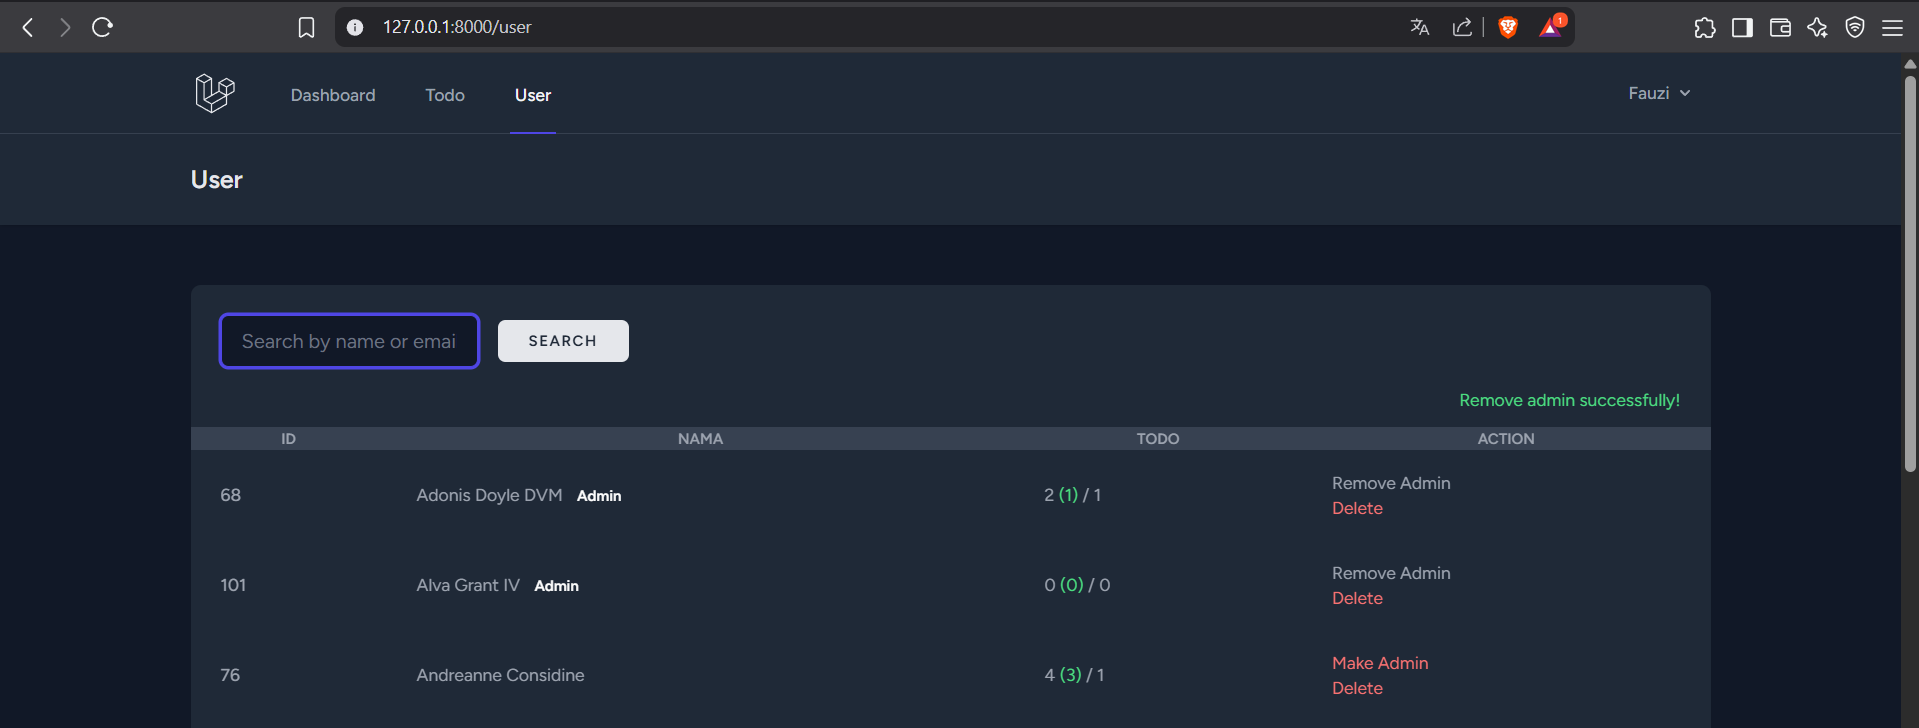 127.0.0.1:8000/user
1
Dashboard Todo User Fauzi
User
Search by name or emai SEARCH
Remove admin successfully!
ID NAMA TODO ACTION
68 Adonis Doyle DVM Admin 2 (1) / 1 Remove Admin
Delete
101 Alva Grant IV Admin 0 (0) / 0 Remove Admin
Delete
76 Andreanne Considine 4 (3) / 1 Make Admin
Delete